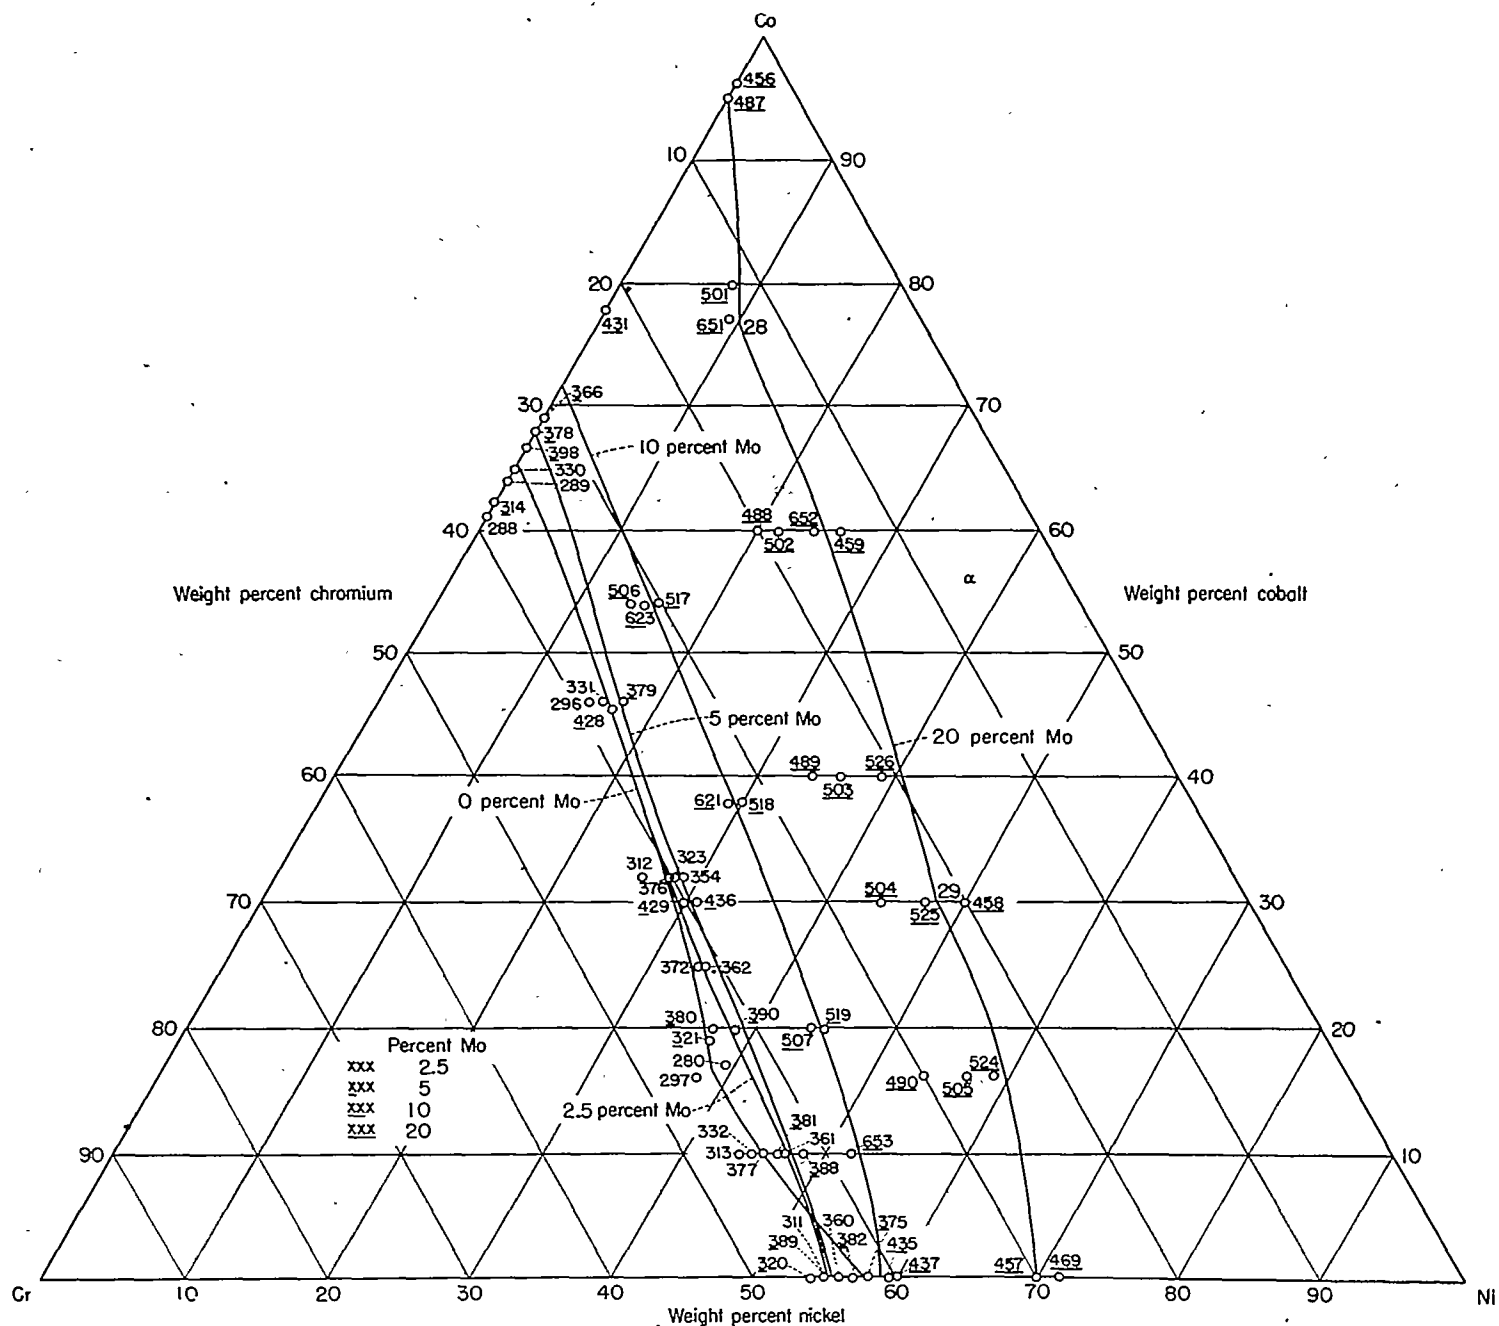 Co
456
487
10 90
20 501 80
431 651 28
366
30 70
378
10 percent Mo
398
330
289
314
488 652
40 288 60
502 459
α
506 517
Weight percent chromium Weight percent cobalt
623
50 50
331 379
296
428
5 percent Mo
20 percent Mo
489 526
60 40
503
0 percent Mo
621 518
312 323
354
376
504 29
70 429 436 458 30
525
372 362
380 390 519
80 20
321 507
Percent Mo
280 524
xxx 2.5
297
xxx 5 490 505
xxx 10
2.5 percent Mo
xxx 20
381
332 361 653
90 313 10
377 388
311 360 375
389 382 435
320 437 457 469
Cr 10 20 30 40 50 60 70 80 90 Ni
Weight percent nickel